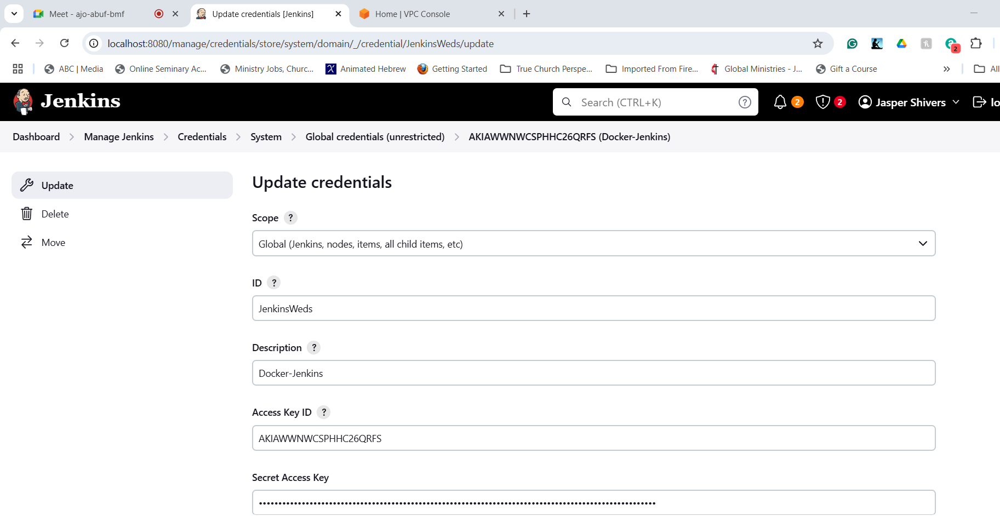 Meet - ajo-abuf-bmf
Update credentials [Jenkins]
Home | VPC Console
localhost:8080/manage/credentials/store/system/domain/_/credential/JenkinsWeds/update
2
ABC | Media
Online Seminary Ac...
Ministry Jobs, Churc...
Animated Hebrew
Getting Started
True Church Perspe...
Imported From Fire...
Global Ministries - J...
Gift a Course
All
Jenkins
Search (CTRL+K)
?
2
2
Jasper Shivers
lo
Dashboard > Manage Jenkins > Credentials > System > Global credentials (unrestricted) > AKIAWWNWCSPHHC26QRFS (Docker-Jenkins)
Update
Delete
Move
Update credentials
Scope ?
Global (Jenkins, nodes, items, all child items, etc)
ID ?
JenkinsWeds
Description ?
Docker-Jenkins
Access Key ID ?
AKIAWWNWCSPHHC26QRFS
Secret Access Key